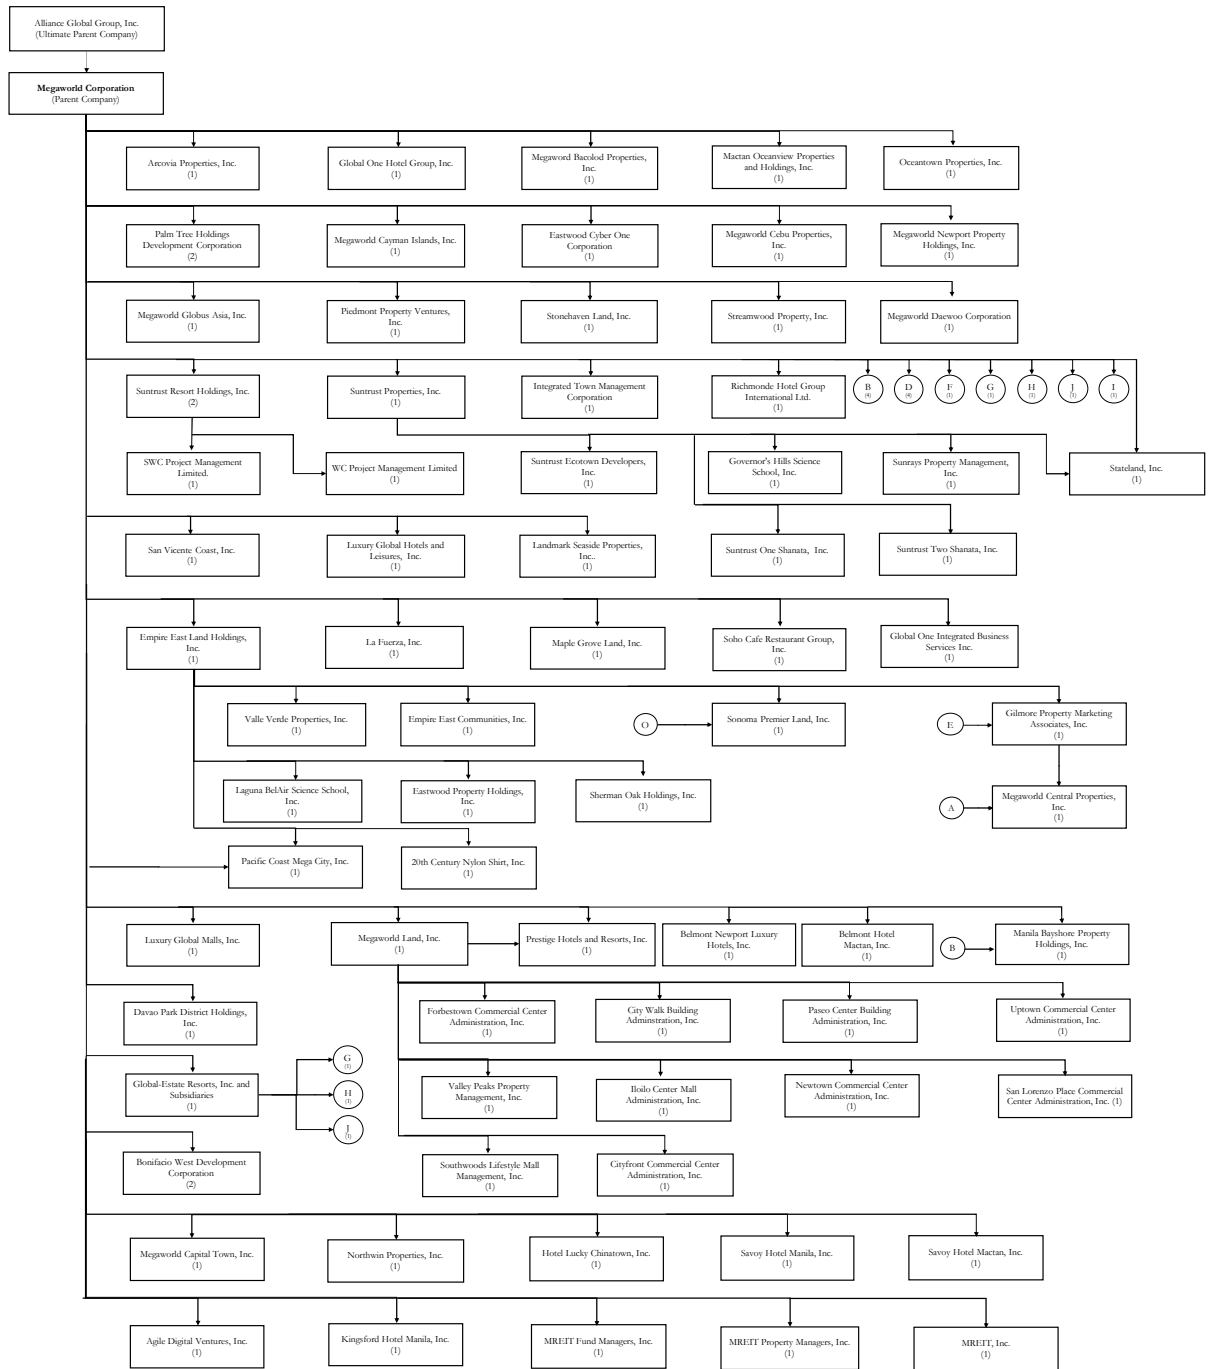 Alliance Global Group, Inc.
(Ultimate Parent Company)
Megaworld Corporation
(Parent Company)
Arcovia Properties, Inc.
(1)
Global One Hotel Group, Inc.
(1)
Megaword Bacolod Properties,
Inc.
(1)
Mactan Oceanview Properties
and Holdings, Inc.
(1)
Oceantown Properties, Inc.
(1)
Palm Tree Holdings
Development Corporation
(2)
Megaworld Cayman Islands, Inc.
(1)
Eastwood Cyber One
Corporation
(1)
Megaworld Cebu Properties,
Inc.
(1)
Megaworld Newport Property
Holdings, Inc.
(1)
Megaworld Globus Asia, Inc.
(1)
Piedmont Property Ventures,
Inc.
(1)
Stonehaven Land, Inc.
(1)
Streamwood Property, Inc.
(1)
Megaworld Daewoo Corporation
(1)
Suntrust Resort Holdings, Inc.
(2)
Suntrust Properties, Inc.
(1)
Integrated Town Management
Corporation
(1)
Richmonde Hotel Group
International Ltd.
(1)
B
(4)
D
(4)
F
(1)
G
(1)
H
(1)
J
(1)
I
(1)
SWC Project Management
Limited.
(1)
WC Project Management Limited
(1)
Suntrust Ecotown Developers,
Inc.
(1)
Governor's Hills Science
School, Inc.
(1)
Sunrays Property Management,
Inc.
(1)
Stateland, Inc.
(1)
San Vicente Coast, Inc.
(1)
Luxury Global Hotels and
Leisures, Inc.
(1)
Landmark Seaside Properties,
Inc..
(1)
Suntrust One Shanata, Inc.
(1)
Suntrust Two Shanata, Inc.
(1)
Empire East Land Holdings,
Inc.
(1)
La Fuerza, Inc.
(1)
Maple Grove Land, Inc.
(1)
Soho Cafe Restaurant Group,
Inc.
(1)
Global One Integrated Business
Services Inc.
(1)
Valle Verde Properties, Inc.
(1)
Empire East Communities, Inc.
(1)
O
Sonoma Premier Land, Inc.
(1)
E
Gilmore Property Marketing
Associates, Inc.
(1)
Laguna BelAir Science School,
Inc.
(1)
Eastwood Property Holdings,
Inc.
(1)
Sherman Oak Holdings, Inc.
(1)
A
Megaworld Central Properties,
Inc.
(1)
Pacific Coast Mega City, Inc.
(1)
20th Century Nylon Shirt, Inc.
(1)
Luxury Global Malls, Inc.
(1)
Megaworld Land, Inc.
(1)
Prestige Hotels and Resorts, Inc.
(1)
Belmont Newport Luxury
Hotels, Inc.
(1)
Belmont Hotel
Mactan, Inc.
(1)
B
Manila Bayshore Property
Holdings, Inc.
(1)
Davao Park District Holdings,
Inc.
(1)
Forbestown Commercial Center
Administration, Inc.
(1)
City Walk Building
Adminstration, Inc.
(1)
Paseo Center Building
Administration, Inc.
(1)
Uptown Commercial Center
Administration, Inc.
(1)
Global-Estate Resorts, Inc. and
Subsidiaries
(1)
G
(1)
H
(1)
J
(1)
Valley Peaks Property
Management, Inc.
(1)
Iloilo Center Mall
Administration, Inc.
(1)
Newtown Commercial Center
Administration, Inc.
(1)
San Lorenzo Place Commercial
Center Administration, Inc. (1)
Bonifacio West Development
Corporation
(2)
Southwoods Lifestyle Mall
Management, Inc.
(1)
Cityfront Commercial Center
Administration, Inc.
(1)
Megaworld Capital Town, Inc.
(1)
Northwin Properties, Inc.
(1)
Hotel Lucky Chinatown, Inc.
(1)
Savoy Hotel Manila, Inc.
(1)
Savoy Hotel Mactan, Inc.
(1)
Agile Digital Ventures, Inc.
(1)
Kingsford Hotel Manila, Inc.
(1)
MREIT Fund Managers, Inc.
(1)
MREIT Property Managers, Inc.
(1)
MREIT, Inc.
(1)